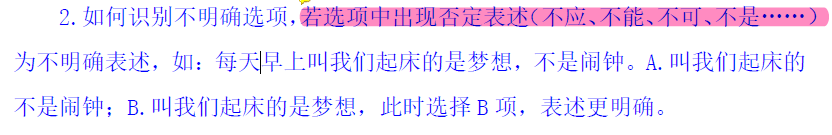 2.如何识别不明确选项,若选项中出现否定表述(不应、不能、不可、不是……)
为不明确表述，如：每天早上叫我们起床的是梦想，不是闹钟。A.叫我们起床的
不是闹钟；B.叫我们起床的是梦想，此时选择 B 项，表述更明确。